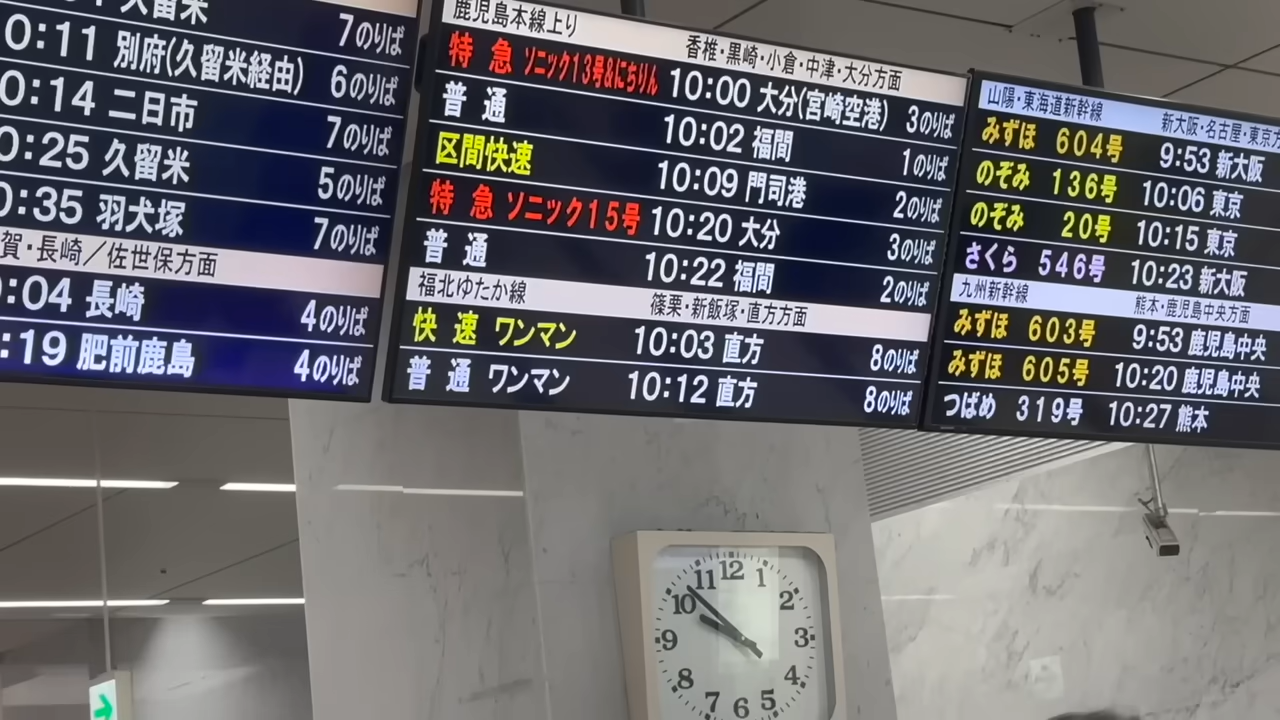 久留米 7のりば
0:11 別府(久留米経由) 6のりば
0:14 二日市 7のりば
0:25 久留米 5のりば
0:35 羽犬塚 7のりば
賀・長崎/佐世保方面
:04 長崎 4のりば
:19 肥前鹿島 4のりば
鹿児島本線上り 香椎・黒崎・小倉・中津・大分方面
特急 ソニック13号&にちりん 10:00 大分(宮崎空港) 3のりば
普通 10:02 福間 1のりば
区間快速 10:09 門司港 2のりば
特急 ソニック15号 10:20 大分 3のりば
普通 10:22 福間 2のりば
福北ゆたか線 篠栗・新飯塚・直方方面
快速 ワンマン 10:03 直方 8のりば
普通 ワンマン 10:12 直方 8のりば
山陽・東海道新幹線 新大阪・名古屋・東京方
みずほ 604号 9:53 新大阪
のぞみ 136号 10:06 東京
のぞみ 20号 10:15 東京
さくら 546号 10:23 新大阪
九州新幹線 熊本・鹿児島中央方面
みずほ 603号 9:53 鹿児島中央
みずほ 605号 10:20 鹿児島中央
つばめ 319号 10:27 熊本
12
1
2
3
4
5
6
7
8
9
10
11